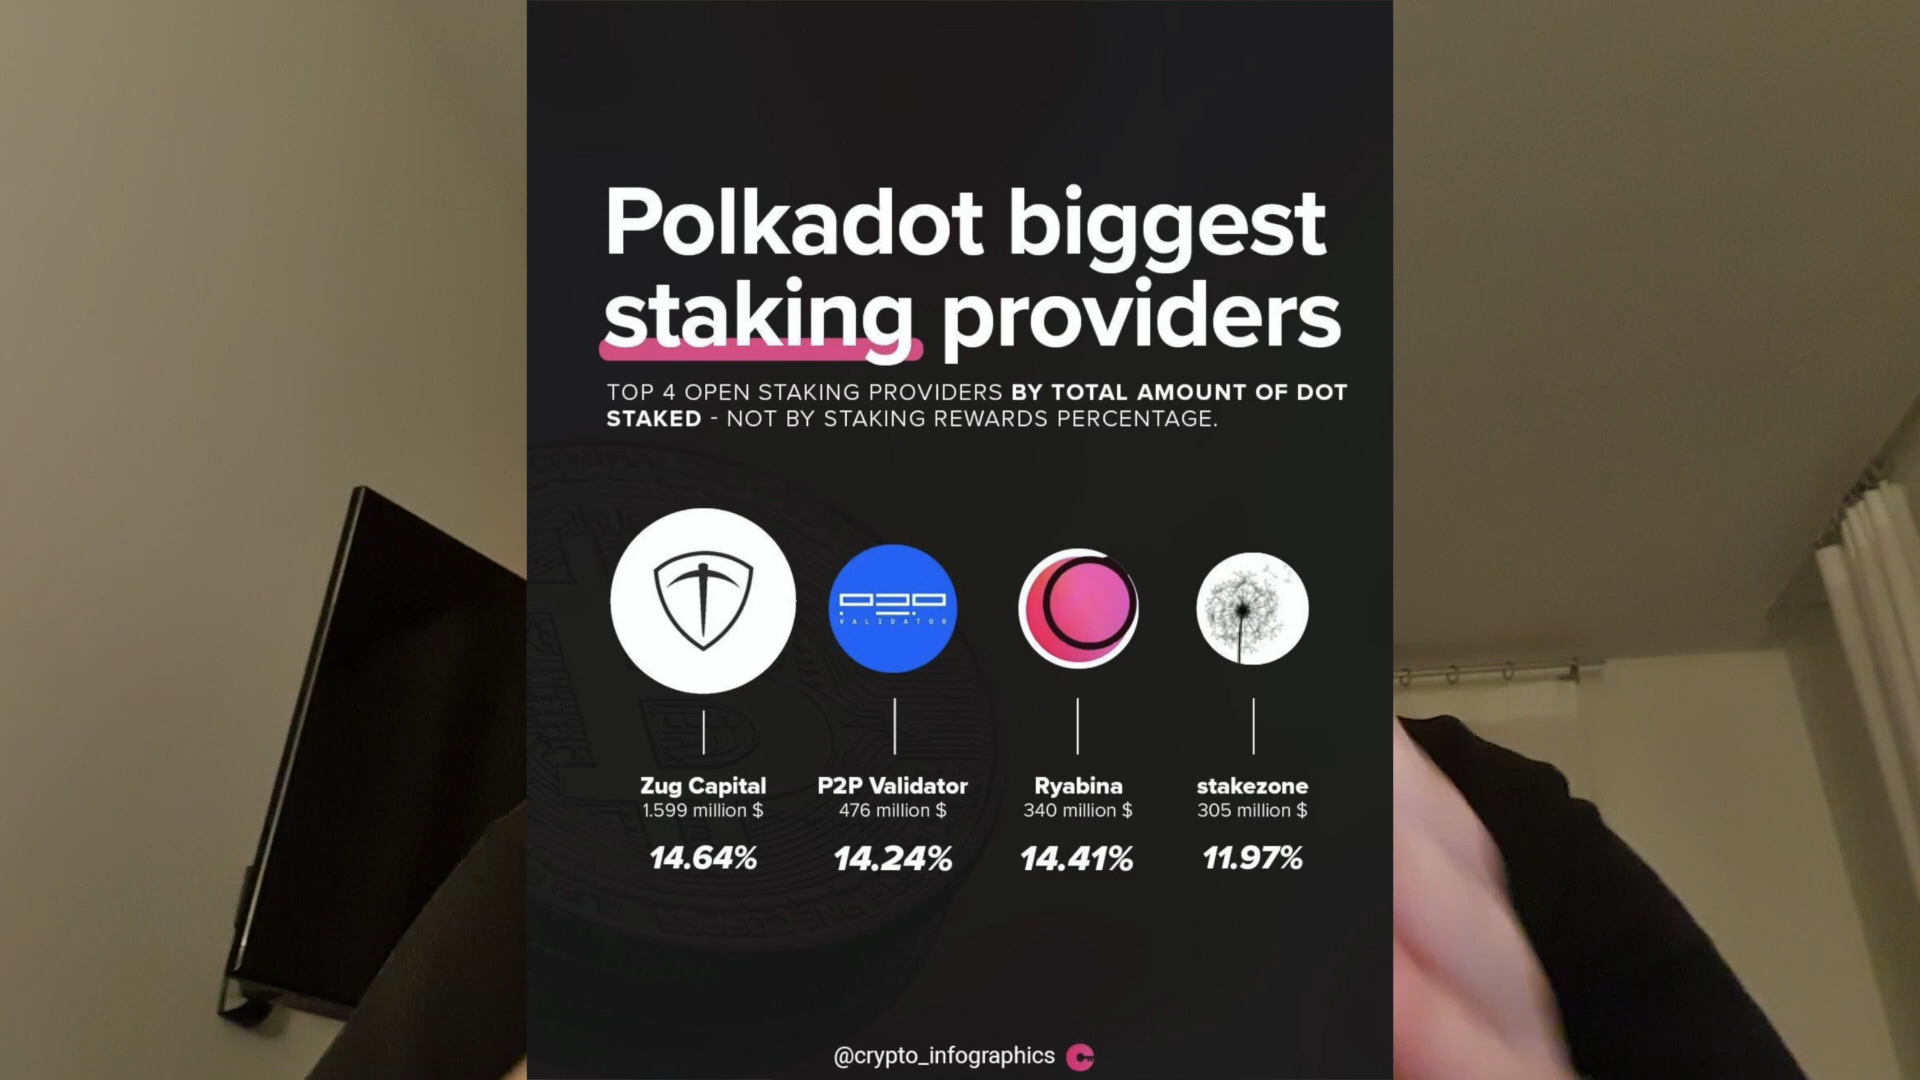 Polkadot biggest
staking providers
TOP 4 OPEN STAKING PROVIDERS BY TOTAL AMOUNT OF DOT
STAKED - NOT BY STAKING REWARDS PERCENTAGE.
VALIDATOR
Zug Capital
1.599 million $
14.64%
P2P Validator
476 million $
14.24%
Ryabina
340 million $
14.41%
stakezone
305 million $
11.97%
@crypto_infographics